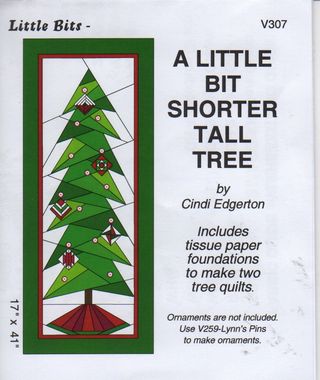 Little Bits -
V307
A LITTLE
BIT
SHORTER
TALL
TREE
by
Cindi Edgerton
Includes
tissue paper
foundations
to make two
tree quilts.
Ornaments are not included.
Use V259-Lynn's Pins
to make ornaments.
17" x 41"